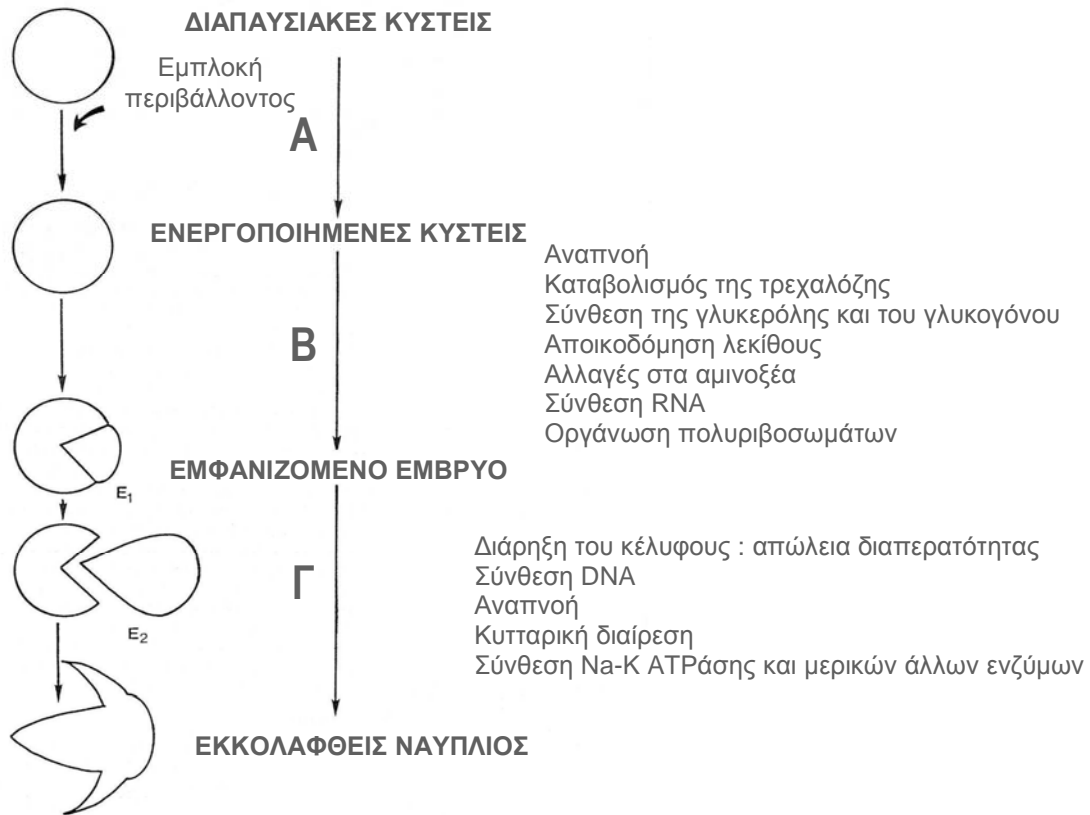 ΔΙΑΠΑΥΣΙΑΚΕΣ ΚΥΣΤΕΙΣ
Εμπλοκή
περιβάλλοντος
Α
ΕΝΕΡΓΟΠΟΙΗΜΕΝΕΣ ΚΥΣΤΕΙΣ
Αναπνοή
Καταβολισμός της τρεχαλόζης
Σύνθεση της γλυκερόλης και του γλυκογόνου
Αποικοδόμηση λεκίθους
Αλλαγές στα αμινοξέα
Σύνθεση RNA
Οργάνωση πολυριβοσωμάτων
Β
ΕΜΦΑΝΙΖΟΜΕΝΟ ΕΜΒΡΥΟ
E₁
Διάρηξη του κέλυφους : απώλεια διαπερατότητας
Σύνθεση DNA
Αναπνοή
Κυτταρική διαίρεση
Σύνθεση Na-K ATPάσης και μερικών άλλων ενζύμων
Γ
E₂
ΕΚΚΟΛΑΦΘΕΙΣ ΝΑΥΠΛΙΟΣ